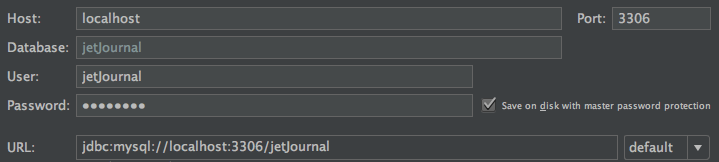 Host: localhost Port: 3306
Database: jetJournal
User: jetJournal
Password: ●●●●●●●● Save on disk with master password protection
URL: jdbc:mysql://localhost:3306/jetJournal default